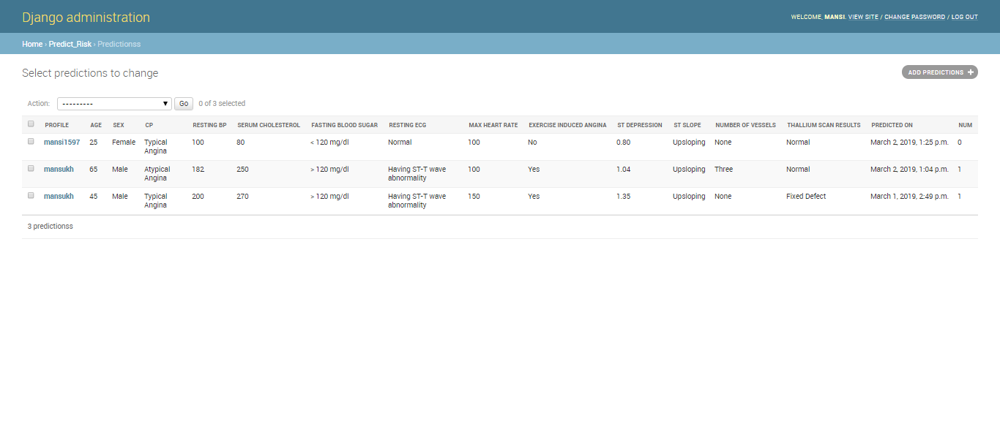 Django administration
WELCOME, MANSI. VIEW SITE / CHANGE PASSWORD / LOG OUT
Home › Predict_Risk › Predictionss
Select predictions to change
ADD PREDICTIONS +
Action: --------- Go 0 of 3 selected
PROFILE AGE SEX CP RESTING BP SERUM CHOLESTEROL FASTING BLOOD SUGAR RESTING ECG MAX HEART RATE EXERCISE INDUCED ANGINA ST DEPRESSION ST SLOPE NUMBER OF VESSELS THALLIUM SCAN RESULTS PREDICTED ON NUM
mansi1597 25 Female Typical 100 80 < 120 mg/dl Normal 100 No 0.80 Upsloping None Normal March 2, 2019, 1:25 p.m. 0
Angina
mansukh 65 Male Atypical 182 250 > 120 mg/dl Having ST-T wave 100 Yes 1.04 Upsloping Three Normal March 2, 2019, 1:04 p.m. 1
Angina abnormality
mansukh 45 Male Typical 200 270 > 120 mg/dl Having ST-T wave 150 Yes 1.35 Upsloping None Fixed Defect March 1, 2019, 2:49 p.m. 1
Angina abnormality
3 predictionss